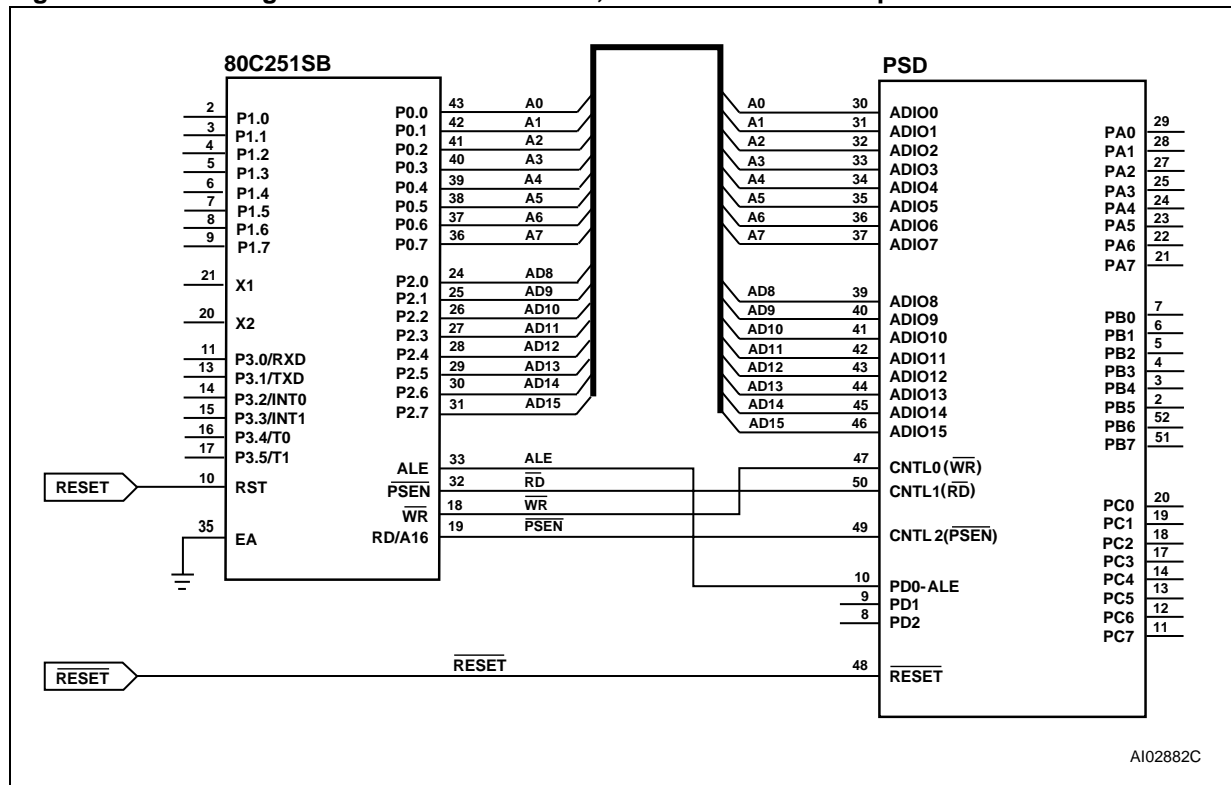 80C251SB
PSD
2 P1.0
3 P1.1
4 P1.2
5 P1.3
6 P1.4
7 P1.5
8 P1.6
9 P1.7
21 X1
20 X2
11 P3.0/RXD
13 P3.1/TXD
14 P3.2/INT0
15 P3.3/INT1
16 P3.4/T0
17 P3.5/T1
RESET 10 RST
35 EA
P0.0 43 A0
P0.1 42 A1
P0.2 41 A2
P0.3 40 A3
P0.4 39 A4
P0.5 38 A5
P0.6 37 A6
P0.7 36 A7
P2.0 24 AD8
P2.1 25 AD9
P2.2 26 AD10
P2.3 27 AD11
P2.4 28 AD12
P2.5 29 AD13
P2.6 30 AD14
P2.7 31 AD15
ALE 33 ALE
PSEN 32 RD
WR 18 WR
RD/A16 19 PSEN
A0 30 ADIO0
A1 31 ADIO1
A2 32 ADIO2
A3 33 ADIO3
A4 34 ADIO4
A5 35 ADIO5
A6 36 ADIO6
A7 37 ADIO7
AD8 39 ADIO8
AD9 40 ADIO9
AD10 41 ADIO10
AD11 42 ADIO11
AD12 43 ADIO12
AD13 44 ADIO13
AD14 45 ADIO14
AD15 46 ADIO15
47 CNTL0(WR)
50 CNTL1(RD)
49 CNTL 2(PSEN)
10 PD0-ALE
9 PD1
8 PD2
RESET RESET 48 RESET
PA0 29
PA1 28
PA2 27
PA3 25
PA4 24
PA5 23
PA6 22
PA7 21
PB0 7
PB1 6
PB2 5
PB3 4
PB4 3
PB5 2
PB6 52
PB7 51
PC0 20
PC1 19
PC2 18
PC3 17
PC4 14
PC5 13
PC6 12
PC7 11
AI02882C